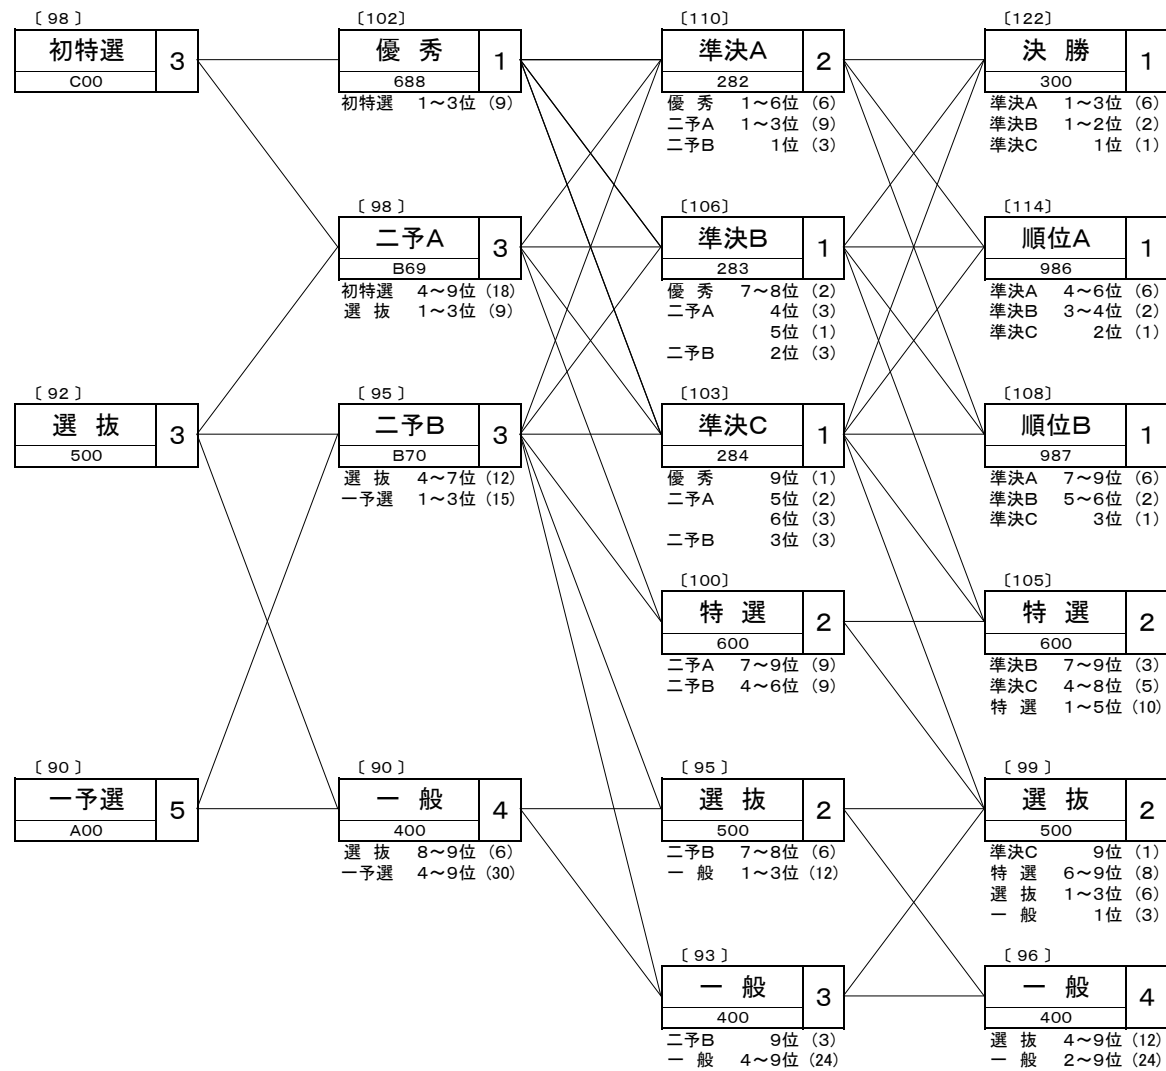 〔 98 〕
初特選 3
C00
〔 92 〕
選 抜 3
500
〔 90 〕
一予選 5
A00
〔102〕
優 秀 1
688
初特選 1～3位 (9)
〔 98 〕
二予A 3
B69
初特選 4～9位 (18)
選 抜 1～3位 (9)
〔 95 〕
二予B 3
B70
選 抜 4～7位 (12)
一予選 1～3位 (15)
〔 90 〕
一 般 4
400
選 抜 8～9位 (6)
一予選 4～9位 (30)
〔110〕
準決A 2
282
優 秀 1～6位 (6)
二予A 1～3位 (9)
二予B 1位 (3)
〔106〕
準決B 1
283
優 秀 7～8位 (2)
二予A 4位 (3)
5位 (1)
二予B 2位 (3)
〔103〕
準決C 1
284
優 秀 9位 (1)
二予A 5位 (2)
6位 (3)
二予B 3位 (3)
〔100〕
特 選 2
600
二予A 7～9位 (9)
二予B 4～6位 (9)
〔 95 〕
選 抜 2
500
二予B 7～8位 (6)
一 般 1～3位 (12)
〔 93 〕
一 般 3
400
二予B 9位 (3)
一 般 4～9位 (24)
〔122〕
決 勝 1
300
準決A 1～3位 (6)
準決B 1～2位 (2)
準決C 1位 (1)
〔114〕
順位A 1
986
準決A 4～6位 (6)
準決B 3～4位 (2)
準決C 2位 (1)
〔108〕
順位B 1
987
準決A 7～9位 (6)
準決B 5～6位 (2)
準決C 3位 (1)
〔105〕
特 選 2
600
準決B 7～9位 (3)
準決C 4～8位 (5)
特 選 1～5位 (10)
〔 99 〕
選 抜 2
500
準決C 9位 (1)
特 選 6～9位 (8)
選 抜 1～3位 (6)
一 般 1位 (3)
〔 96 〕
一 般 4
400
選 抜 4～9位 (12)
一 般 2～9位 (24)